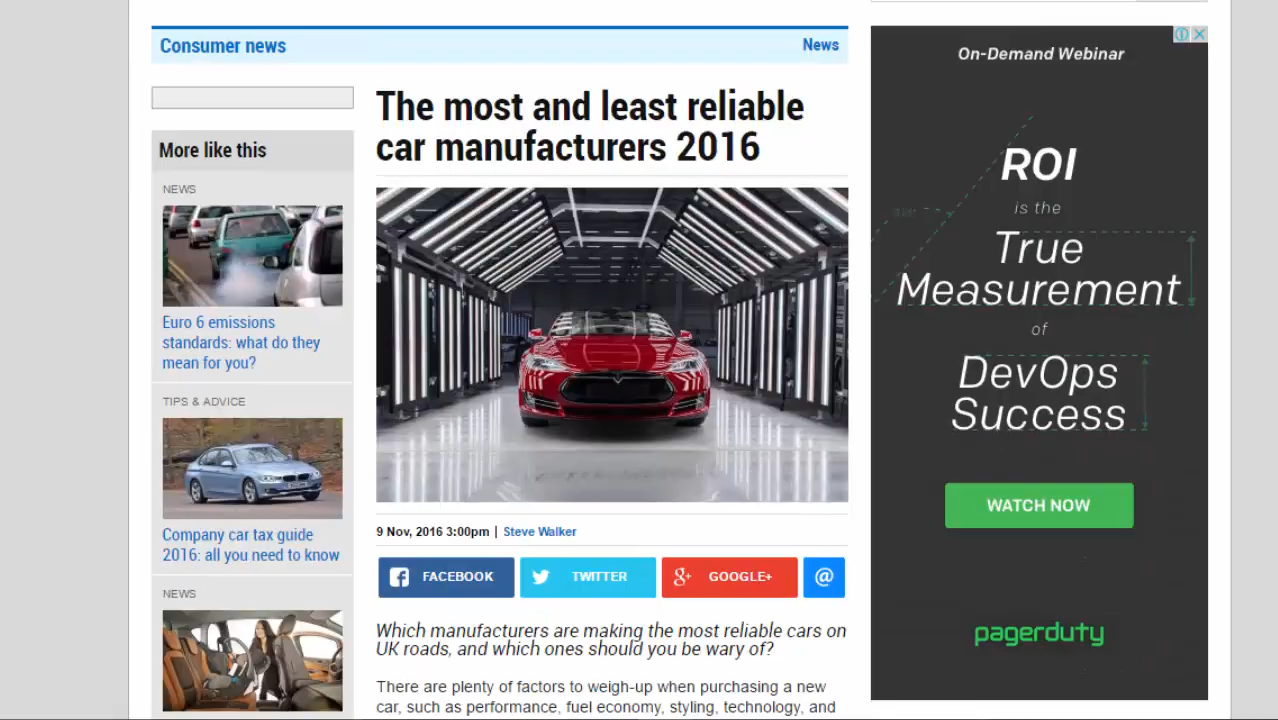 Consumer news
News
More like this
NEWS
Euro 6 emissions
standards: what do they
mean for you?
TIPS & ADVICE
Company car tax guide
2016: all you need to know
NEWS
The most and least reliable
car manufacturers 2016
9 Nov, 2016 3:00pm | Steve Walker
FACEBOOK
TWITTER
GOOGLE+
@
Which manufacturers are making the most reliable cars on
UK roads, and which ones should you be wary of?
There are plenty of factors to weigh-up when purchasing a new
car, such as performance, fuel economy, styling, technology, and
On-Demand Webinar
ROI
is the
True
Measurement
of
DevOps
Success
WATCH NOW
pagerduty